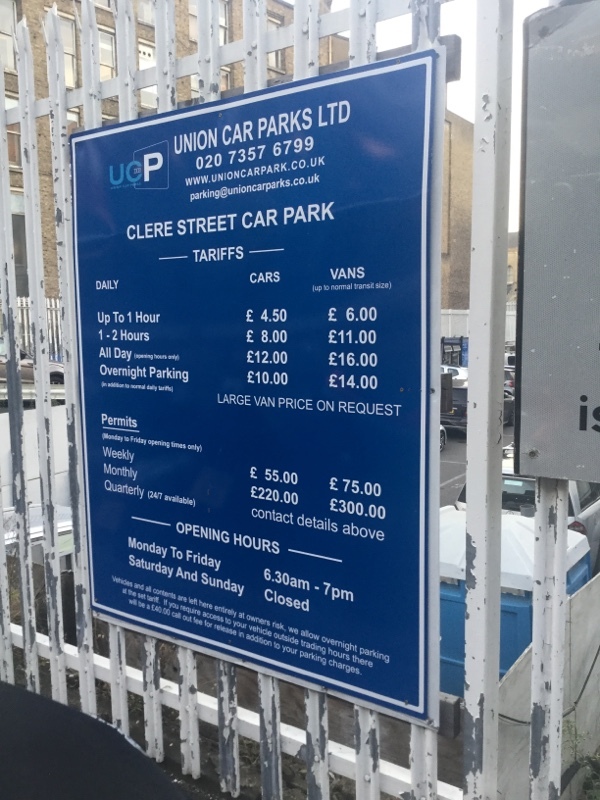 UCP
UNION CAR PARKS LTD
020 7357 6799
WWW.UNIONCARPARK.CO.UK
parking@unioncarparks.co.uk
CLERE STREET CAR PARK
TARIFFS
DAILY CARS VANS
(up to normal transit size)
Up To 1 Hour £ 4.50 £ 6.00
1 - 2 Hours £ 8.00 £11.00
All Day (opening hours only) £12.00 £16.00
Overnight Parking £10.00 £14.00
(in addition to normal daily tariffs)
LARGE VAN PRICE ON REQUEST
Permits
(Monday to Friday opening times only)
Weekly £ 55.00 £ 75.00
Monthly £220.00 £300.00
Quarterly (24/7 available) contact details above
OPENING HOURS
Monday To Friday 6.30am - 7pm
Saturday And Sunday Closed
Vehicles and all contents are left here entirely at owners risk, we allow overnight parking
at the set tariff. If you require access to your vehicle outside trading hours there
will be a £40.00 call out fee for release in addition to your parking charges.
is